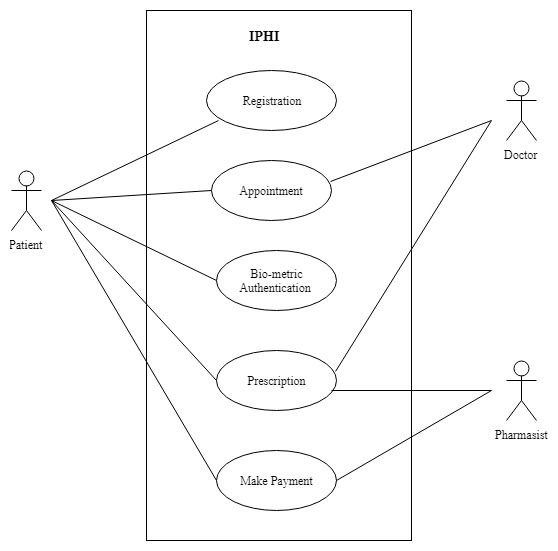 IPHI
Registration
Doctor
Appointment
Patient
Bio-metric
Authentication
Prescription
Pharmasist
Make Payment